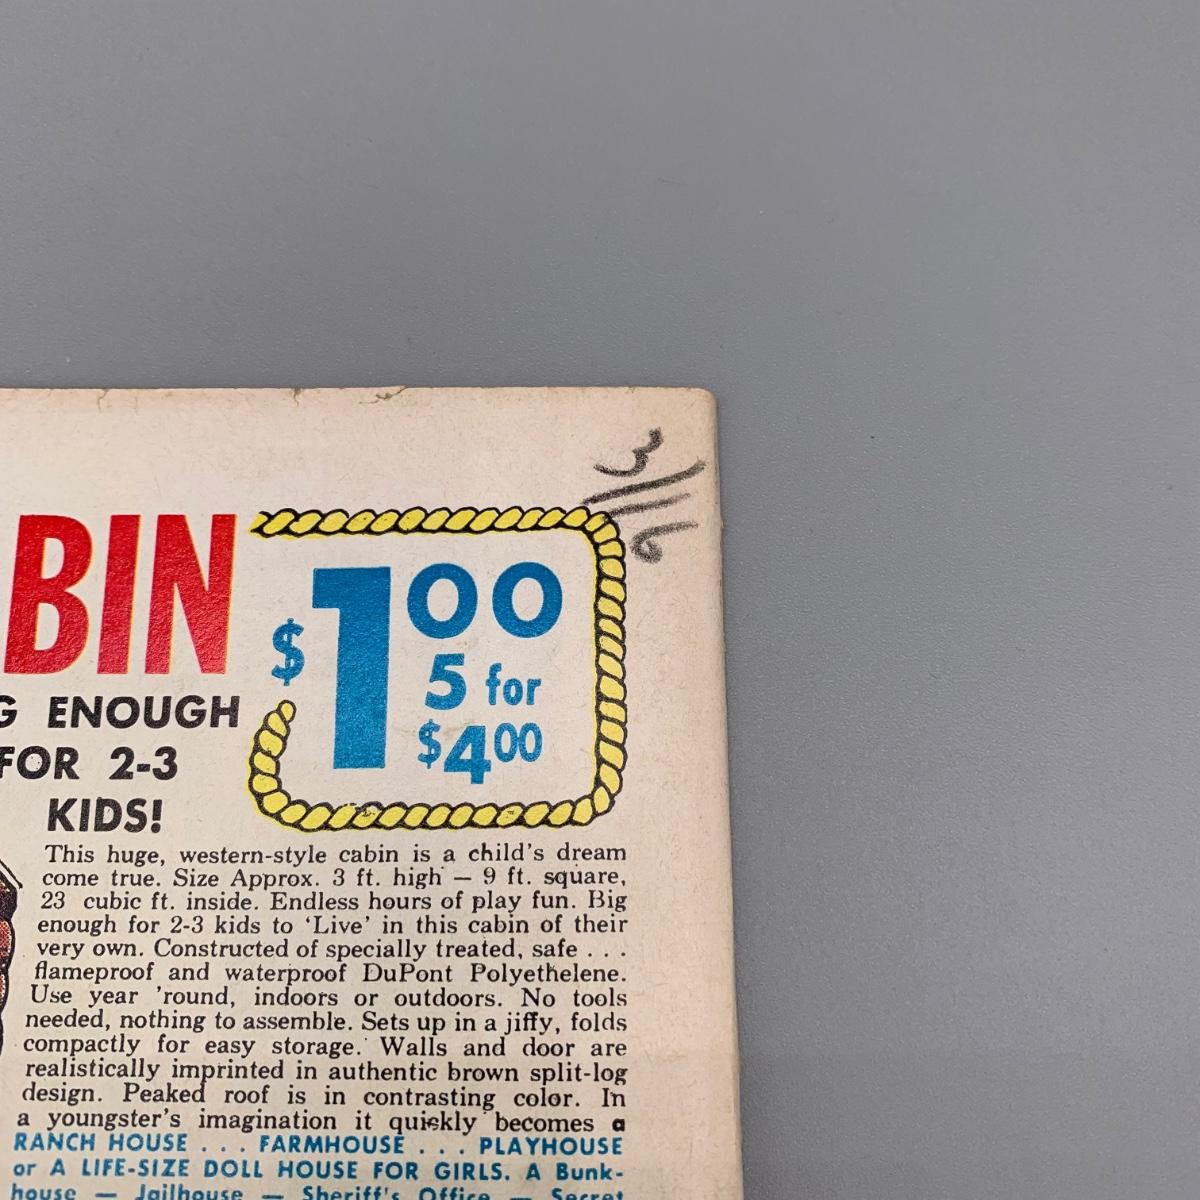 3/16
BIN
$1.00
5 for
$4.00
G ENOUGH
FOR 2-3
KIDS!
This huge, western-style cabin is a child's dream
come true. Size Approx. 3 ft. high — 9 ft. square,
23 cubic ft. inside. Endless hours of play fun. Big
enough for 2-3 kids to 'Live' in this cabin of their
very own. Constructed of specially treated, safe . . .
flameproof and waterproof DuPont Polyethelene.
Use year 'round, indoors or outdoors. No tools
needed, nothing to assemble. Sets up in a jiffy, folds
compactly for easy storage. Walls and door are
realistically imprinted in authentic brown split-log
design. Peaked roof is in contrasting color. In
a youngster's imagination it quickly becomes a
RANCH HOUSE . . . FARMHOUSE . . . PLAYHOUSE
or A LIFE-SIZE DOLL HOUSE FOR GIRLS. A Bunk-
house — Jailhouse — Sheriff's Office — Secret